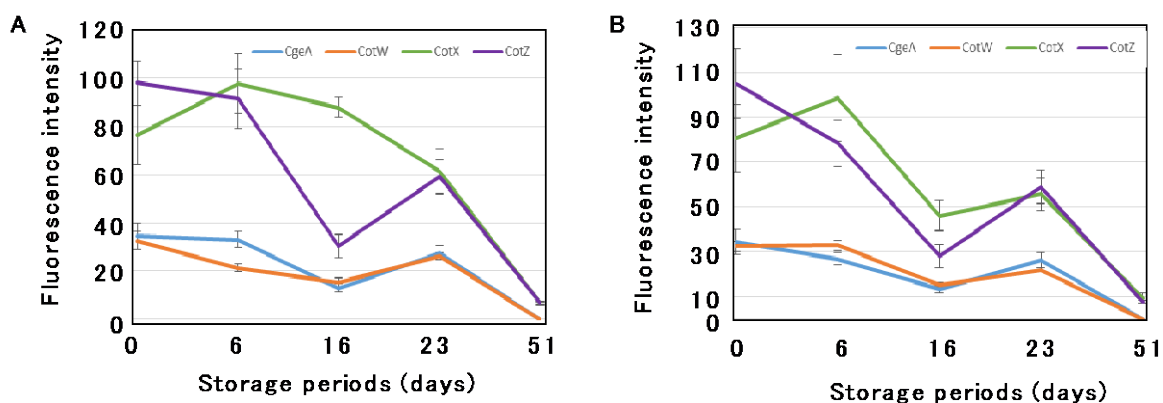 A
Fluorescence intensity
120
100
80
60
40
20
0
CgeA CotW CotX CotZ
0 6 16 23 51
Storage periods (days)
B
Fluorescence intensity
130
110
90
70
50
30
10
0
CgeA CotW CotX CotZ
0 6 16 23 51
Storage periods (days)